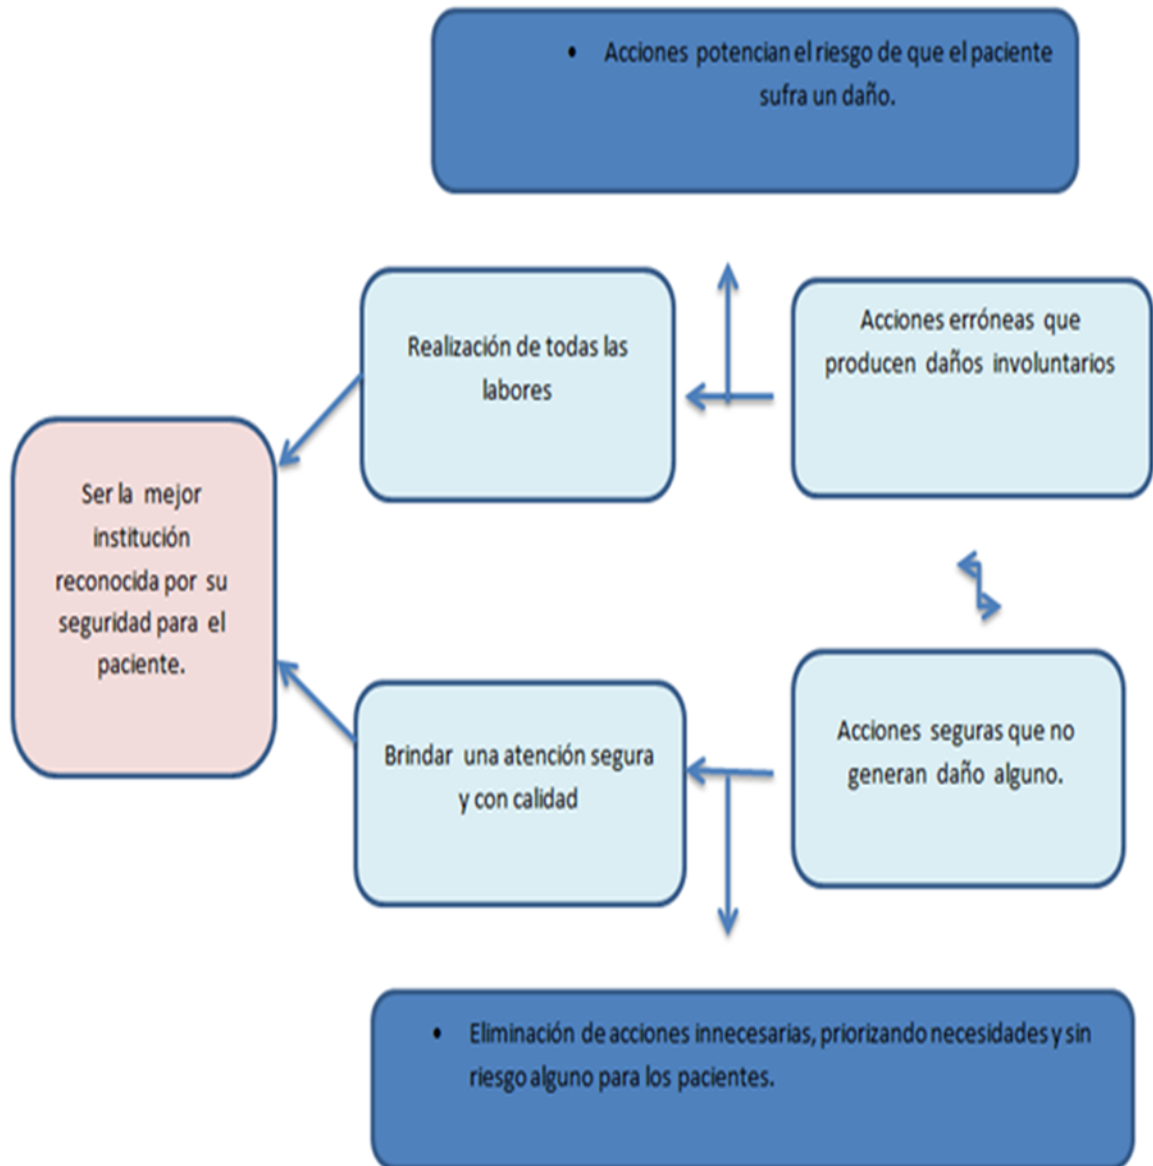 • Acciones potencian el riesgo de que el paciente
sufra un daño.
Realización de todas las
labores
Acciones erróneas que
producen daños involuntarios
Ser la mejor
institución
reconocida por su
seguridad para el
paciente.
Brindar una atención segura
y con calidad
Acciones seguras que no
generan daño alguno.
• Eliminación de acciones innecesarias, priorizando necesidades y sin
riesgo alguno para los pacientes.